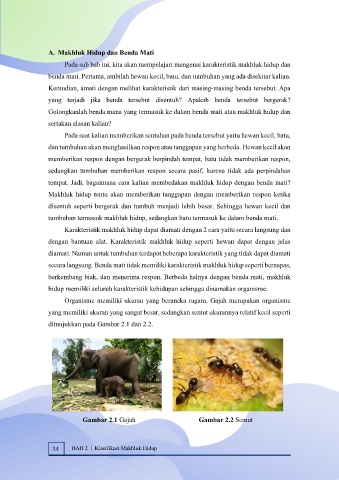 A. Makhluk Hidup dan Benda Mati
Pada sub bab ini, kita akan mempelajari mengenai karakteristik makhluk hidup dan
benda mati. Pertama, ambilah hewan kecil, batu, dan tumbuhan yang ada disekitar kalian.
Kemudian, amati dengan melihat karakteristik dari masing-masing benda tersebut. Apa
yang terjadi jika benda tersebut disentuh? Apakah benda tersebut bergerak?
Golongkanlah benda mana yang termasuk ke dalam benda mati atau makhluk hidup dan
sertakan alasan kalian?
Pada saat kalian memberikan sentuhan pada benda tersebut yaitu hewan kecil, batu,
dan tumbuhan akan menghasilkan respon atau tanggapan yang berbeda. Hewan kecil akan
memberikan respon dengan bergerak berpindah tempat, batu tidak memberikan respon,
sedangkan tumbuhan memberikan respon secara pasif, karena tidak ada perpindahan
tempat. Jadi, bagaimana cara kalian membedakan makhluk hidup dengan benda mati?
Makhluk hidup tentu akan memberikan tanggapan dengan memberikan respon ketika
disentuh seperti bergerak dan tumbuh menjadi lebih besar. Sehingga hewan kecil dan
tumbuhan termasuk makhluk hidup, sedangkan batu termasuk ke dalam benda mati.
Karakteristik makhluk hidup dapat diamati dengan 2 cara yaitu secara langsung dan
dengan bantuan alat. Karakteristik makhluk hidup seperti hewan dapat dengan jelas
diamati. Namun untuk tumbuhan terdapat beberapa karakteristik yang tidak dapat diamati
secara langsung. Benda mati tidak memiliki karakteristik makhluk hidup seperti bernapas,
berkembang biak, dan menerima respon. Berbeda halnya dengan benda mati, makhluk
hidup memiliki seluruh karakteristik kehidupan sehingga dinamakan organisme.
Organisme memiliki ukuran yang beraneka ragam. Gajah merupakan organisme
yang memiliki ukuran yang sangat besar, sedangkan semut ukurannya relatif kecil seperti
ditunjukkan pada Gambar 2.1 dan 2.2.
Gambar 2.1 Gajah Gambar 2.2 Semut
34 BAB 2 | Klasifikasi Makhluk Hidup